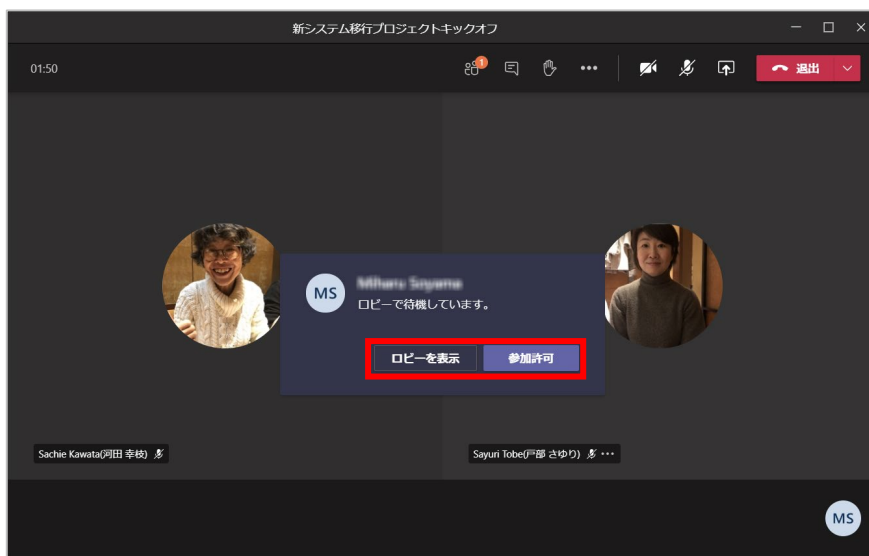 新システム移行プロジェクトキックオフ
01:50
1
退出
MS
ロビーで待機しています。
ロビーを表示 参加許可
Sachie Kawata(河田 幸枝)
Sayuri Tobe(戸部 さゆり)
MS